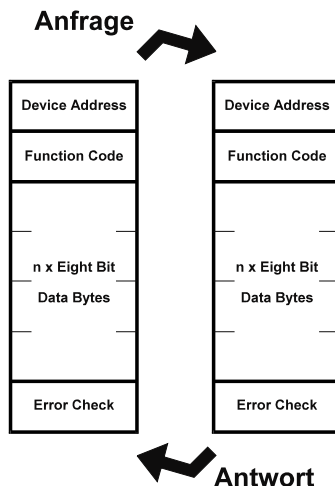 Anfrage
Device Address
Function Code
n x Eight Bit
Data Bytes
Error Check
Device Address
Function Code
n x Eight Bit
Data Bytes
Error Check
Antwort